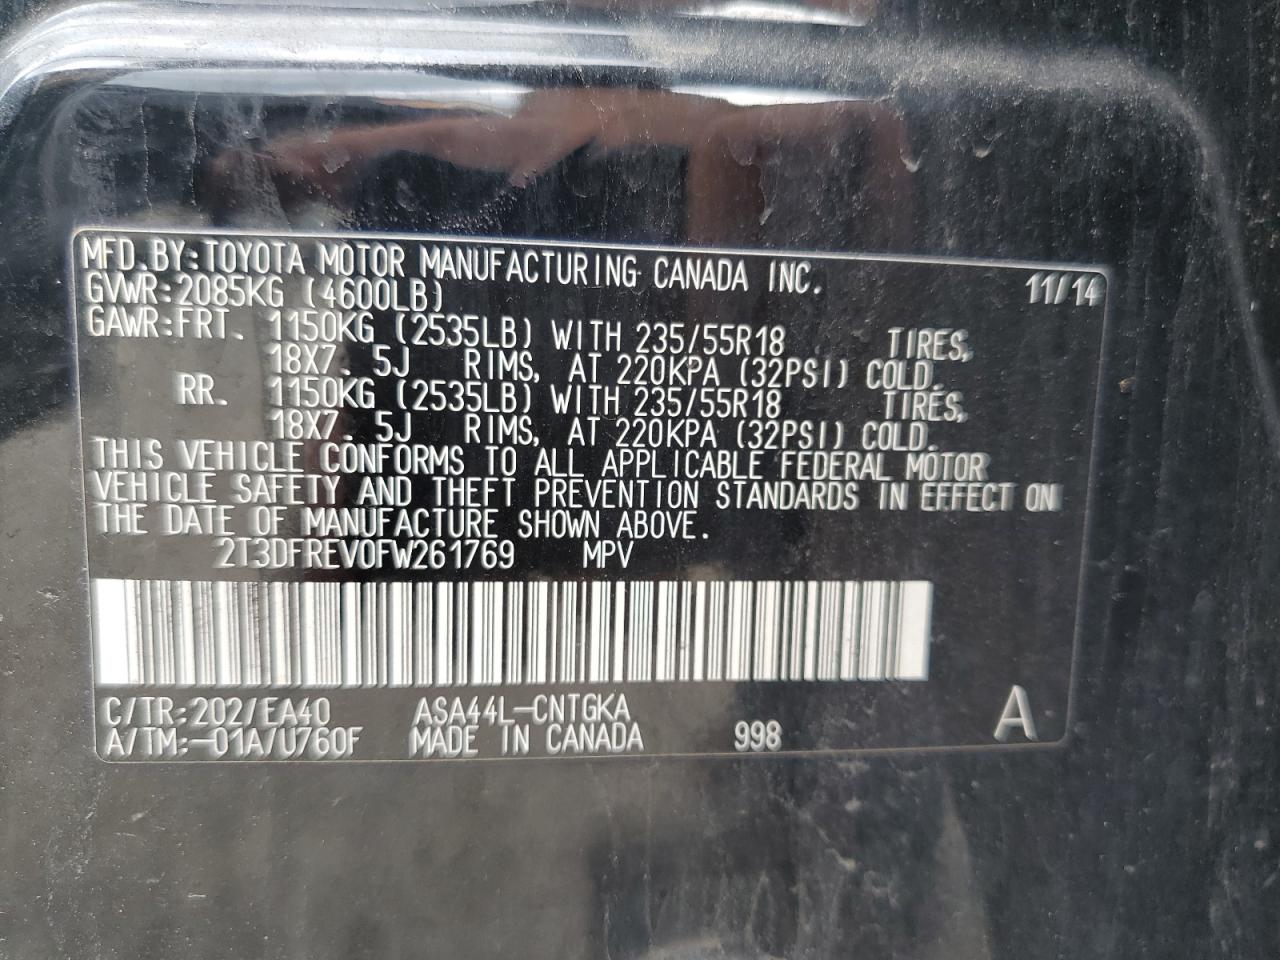 MFD.BY:TOYOTA MOTOR MANUFACTURING CANADA INC. 11/14
GVWR:2085KG (4600LB)
GAWR:FRT. 1150KG (2535LB) WITH 235/55R18 TIRES,
18X7.5J RIMS, AT 220KPA (32PSI) COLD.
RR. 1150KG (2535LB) WITH 235/55R18 TIRES,
18X7.5J RIMS, AT 220KPA (32PSI) COLD.
THIS VEHICLE CONFORMS TO ALL APPLICABLE FEDERAL MOTOR
VEHICLE SAFETY AND THEFT PREVENTION STANDARDS IN EFFECT ON
THE DATE OF MANUFACTURE SHOWN ABOVE.
2T3DFREV0FW261769 MPV
C/TR:202/EA40 ASA44L-CNTGKA
A/TM:-01A/U760F MADE IN CANADA 998 A